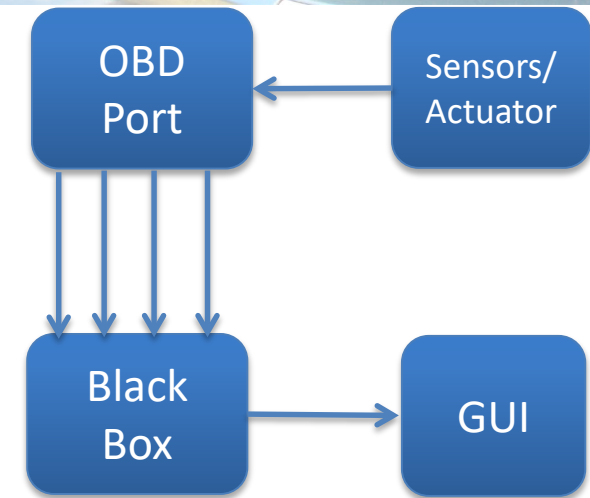 OBD
Port
Sensors/
Actuator
Black
Box
GUI